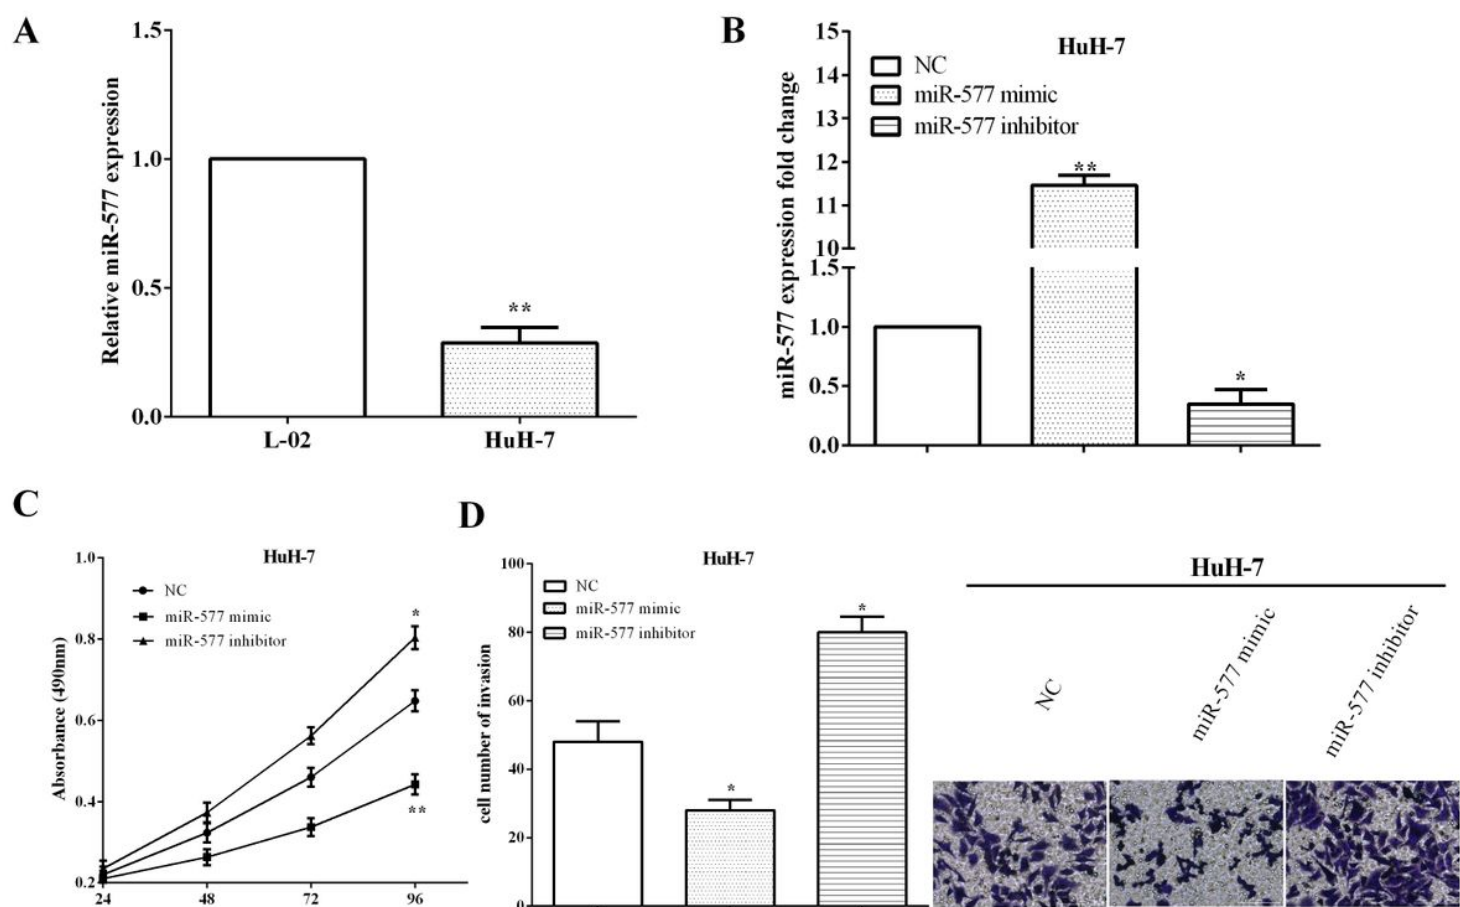 A
1.5
1.0
0.5
0.0
Relative miR-577 expression
**
L-02
HuH-7
B
HuH-7
NC
miR-577 mimic
miR-577 inhibitor
15
14
13
12
11
10
1.5
1.0
0.5
0.0
miR-577 expression fold change
**
*
C
HuH-7
NC
miR-577 mimic
miR-577 inhibitor
1.0
0.8
0.6
0.4
0.2
Absorbance (490nm)
*
**
24 48 72 96
D
HuH-7
NC
miR-577 mimic
miR-577 inhibitor
100
80
60
40
20
0
cell number of invasion
*
*
HuH-7
NC
miR-577 mimic
miR-577 inhibitor